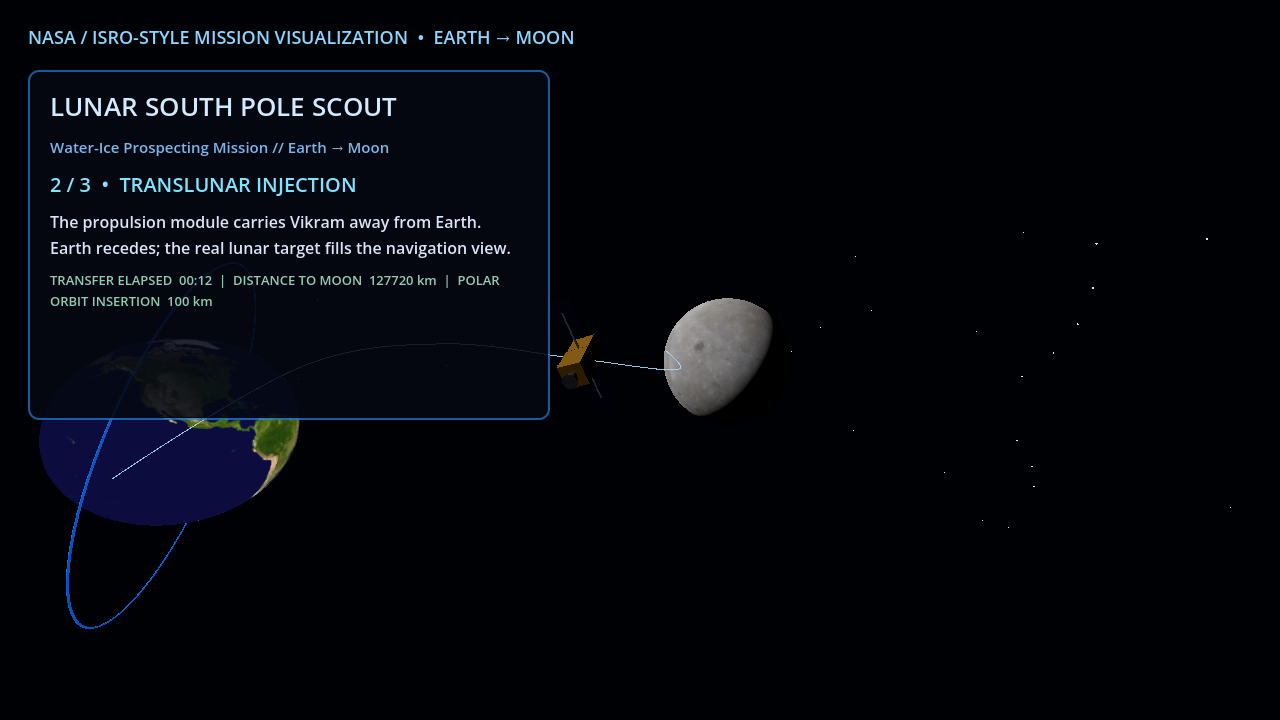 NASA / ISRO-STYLE MISSION VISUALIZATION • EARTH → MOON
LUNAR SOUTH POLE SCOUT
Water-Ice Prospecting Mission // Earth → Moon
2 / 3 • TRANSLUNAR INJECTION
The propulsion module carries Vikram away from Earth.
Earth recedes; the real lunar target fills the navigation view.
TRANSFER ELAPSED 00:12 | DISTANCE TO MOON 127720 km | POLAR
ORBIT INSERTION 100 km